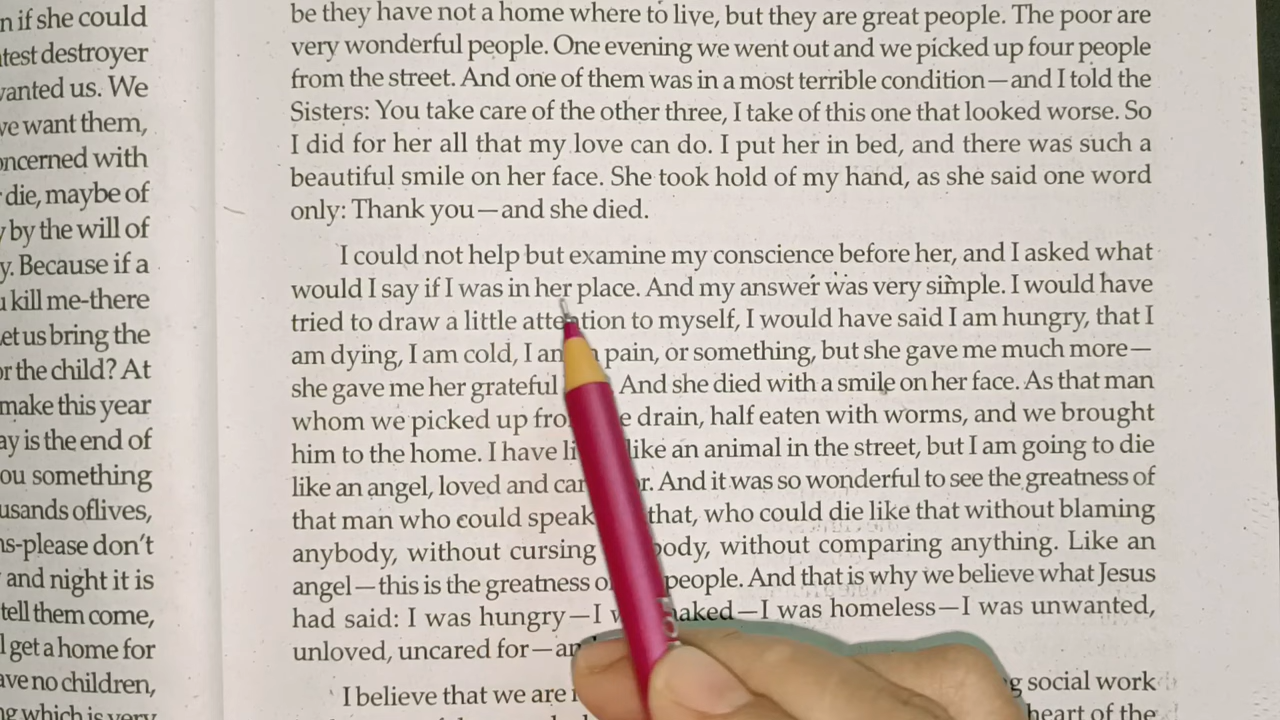 n if she could
test destroyer
wanted us. We
we want them,
oncerned with
die, maybe of
by the will of
y. Because if a
kill me-there
et us bring the
or the child? At
make this year
ay is the end of
ou something
usands oflives,
ns-please don't
and night it is
tell them come,
l get a home for
ave no children,
ng which is very
be they have not a home where to live, but they are great people. The poor are
very wonderful people. One evening we went out and we picked up four people
from the street. And one of them was in a most terrible condition—and I told the
Sisters: You take care of the other three, I take of this one that looked worse. So
I did for her all that my love can do. I put her in bed, and there was such a
beautiful smile on her face. She took hold of my hand, as she said one word
only: Thank you—and she died.
I could not help but examine my conscience before her, and I asked what
would I say if I was in her place. And my answer was very simple. I would have
tried to draw a little attention to myself, I would have said I am hungry, that I
am dying, I am cold, I pain, or something, but she gave me much more—
she gave me her grateful And she died with a smile on her face. As that man
whom we picked up drain, half eaten with worms, and we brought
him to the home. I have like an animal in the street, but I am going to die
like an angel, loved and And it was so wonderful to see the greatness of
that man who could speak that, who could die like that without blaming
anybody, without cursing without comparing anything. Like an
angel—this is the greatness people. And that is why we believe what Jesus
had said: I was hungry—I naked—I was homeless—I was unwanted,
unloved, uncared for—
I believe that we are social work
heart of the